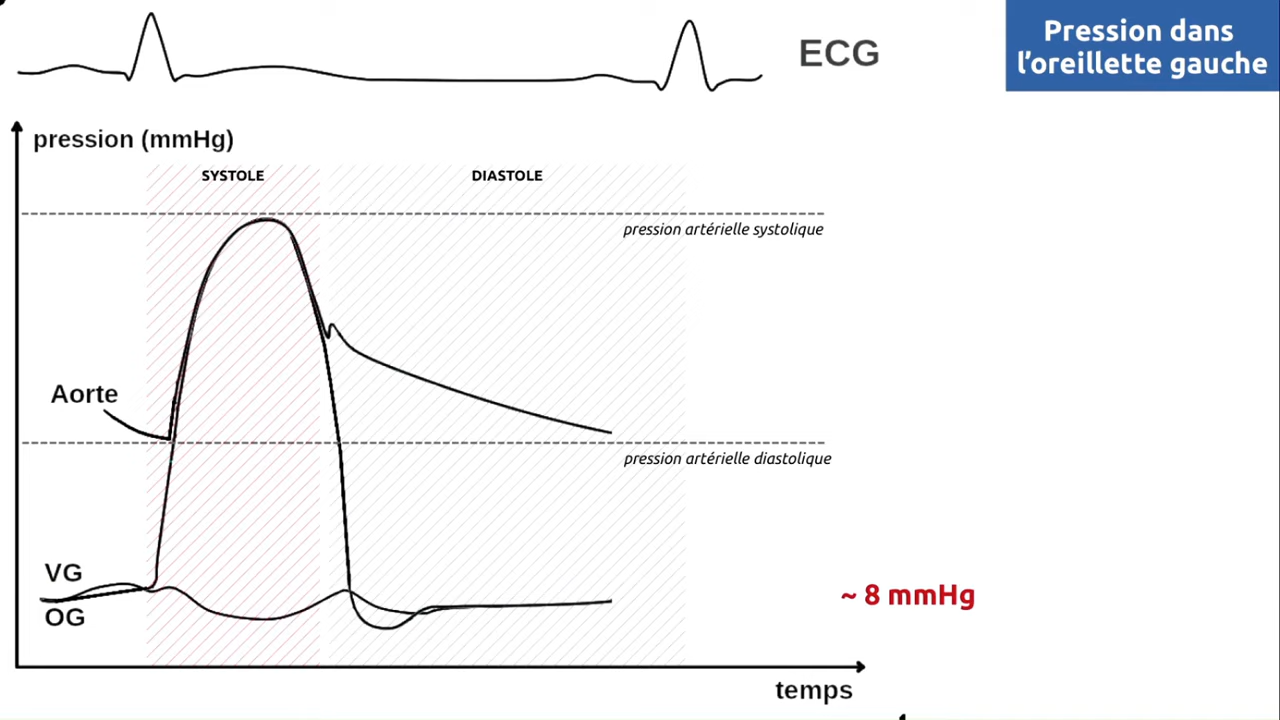 ECG
Pression dans
l'oreillette gauche
pression (mmHg)
SYSTOLE
DIASTOLE
pression artérielle systolique
Aorte
pression artérielle diastolique
VG
OG
~ 8 mmHg
temps